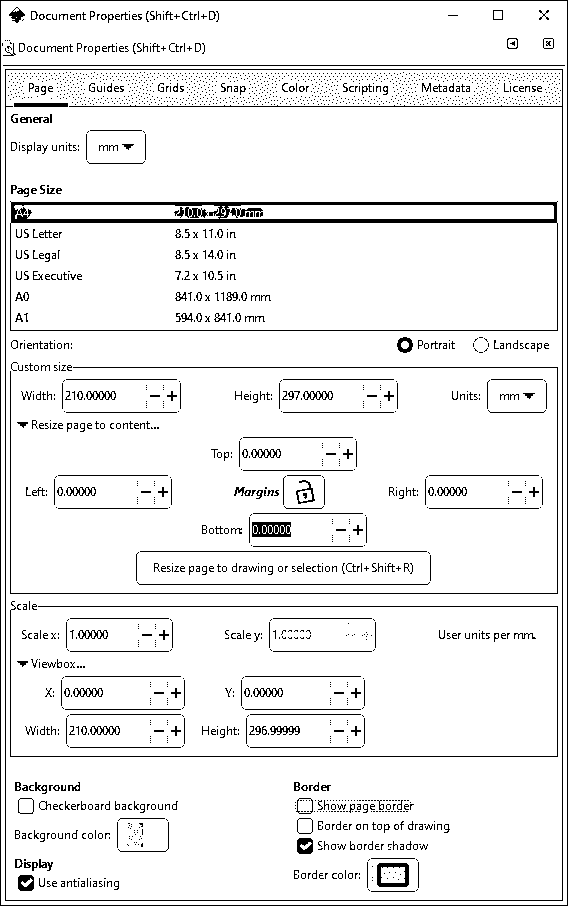 Document Properties (Shift+Ctrl+D)
Document Properties (Shift+Ctrl+D)
Page Guides Grids Snap Color Scripting Metadata License
General
Display units: mm
Page Size
A4 210.0 x 297.0 mm
US Letter 8.5 x 11.0 in
US Legal 8.5 x 14.0 in
US Executive 7.2 x 10.5 in
A0 841.0 x 1189.0 mm
A1 594.0 x 841.0 mm
Orientation: Portrait Landscape
Custom size
Width: 210.00000 Height: 297.00000 Units: mm
Resize page to content...
Top: 0.00000
Left: 0.00000 Margins Right: 0.00000
Bottom: 0.00000
Resize page to drawing or selection (Ctrl+Shift+R)
Scale
Scale x: 1.00000 Scale y: 1.00000 User units per mm.
Viewbox...
X: 0.00000 Y: 0.00000
Width: 210.00000 Height: 296.99999
Background Border
Checkerboard background Show page border
Border on top of drawing
Background color: Show border shadow
Display
Use antialiasing Border color: